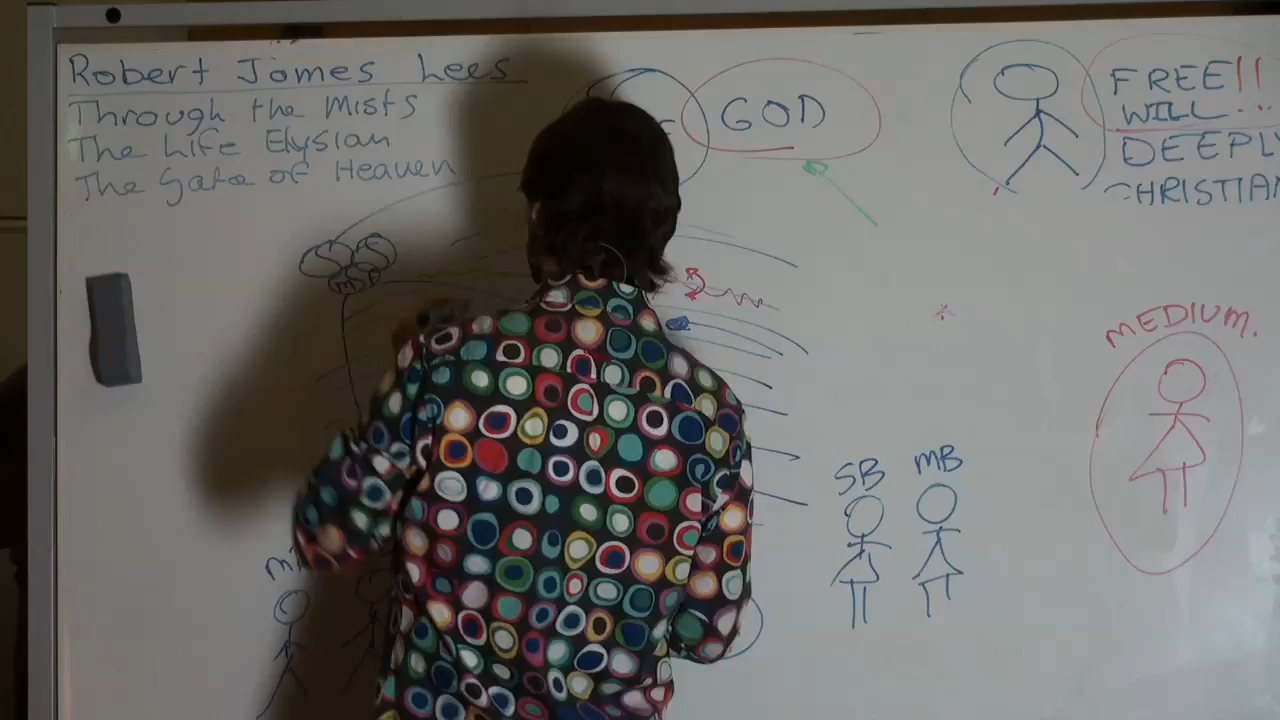 Robert James Lees
Through the Mists
The Life Elysian
The Gate of Heaven
GOD
FREE!!
WILL...
DEEPLY
CHRISTIAN
MEDIUM.
SB
MB